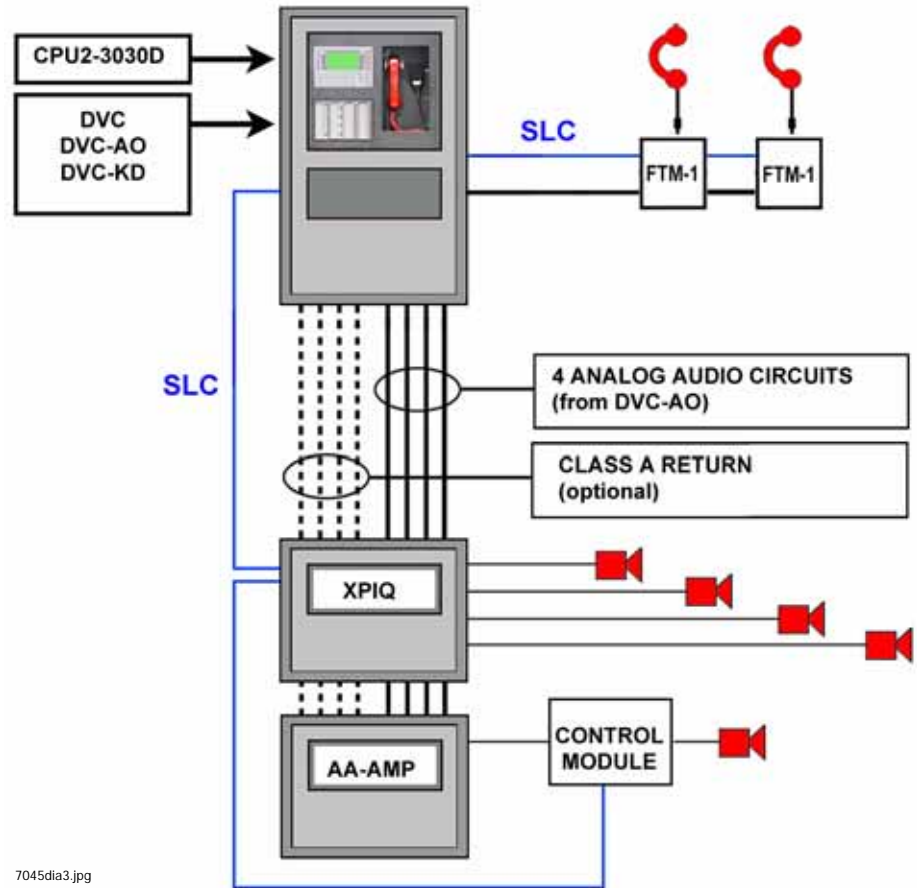 CPU2-3030D
DVC
DVC-AO
DVC-KD
SLC
FTM-1
FTM-1
SLC
4 ANALOG AUDIO CIRCUITS
(from DVC-AO)
CLASS A RETURN
(optional)
XPIQ
CONTROL
MODULE
AA-AMP
7045dia3.jpg